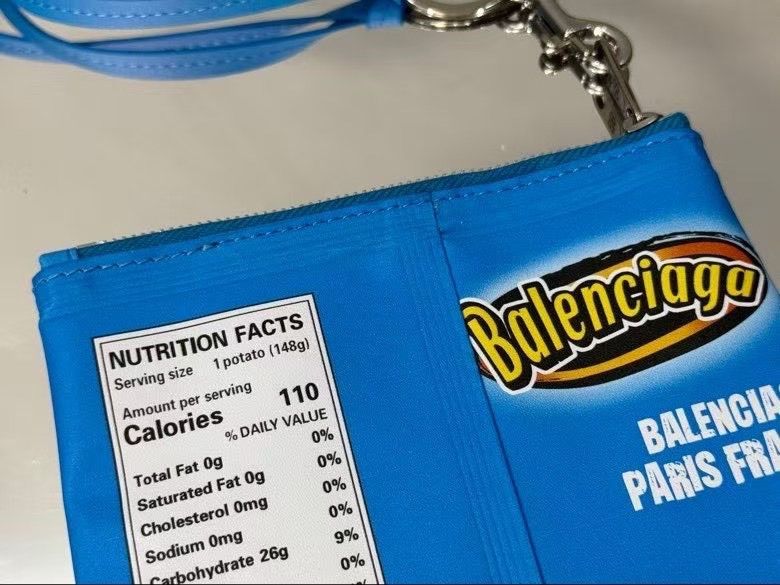 NUTRITION FACTS
Serving size 1 potato (148g)
Amount per serving
Calories 110
% DAILY VALUE
Total Fat 0g 0%
Saturated Fat 0g 0%
Cholesterol 0mg 0%
Sodium 0mg 0%
Carbohydrate 26g 9%
0%
Balenciaga
BALENCIA
PARIS FRA